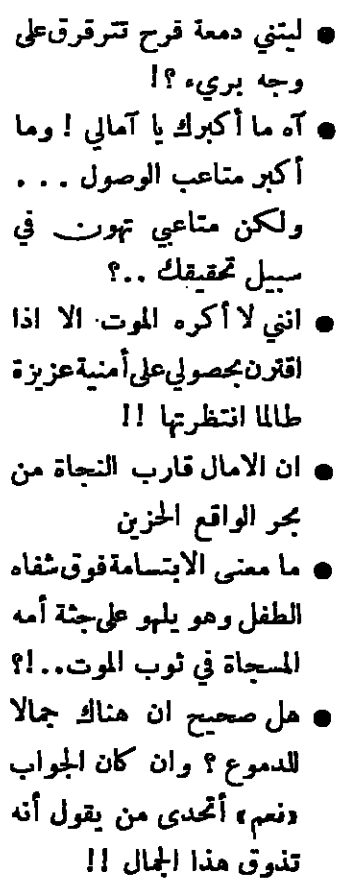 ● ليتني دمعة فرح تترقرق على
وجه بريء ؟!
● آه ما أكبرك يا آمالي ! وما
أكبر متاعب الوصول . . .
ولكن متاعبي تهون في
سبيل تحقيقك ..؟
● انني لا أكره الموت الا اذا
اقترن بحصولي على أمنية عزيزة
طالما انتظرتها !!
● ان الامال قارب النجاة من
بحر الواقع الحزين
● ما معنى الابتسامة فوق شفاه
الطفل وهو يلهو على جثة أمه
المسجاة في ثوب الموت..!؟
● هل صحيح ان هناك جمالا
للدموع ؟ وان كان الجواب
«نعم» أتحدى من يقول أنه
تذوق هذا الجمال !!